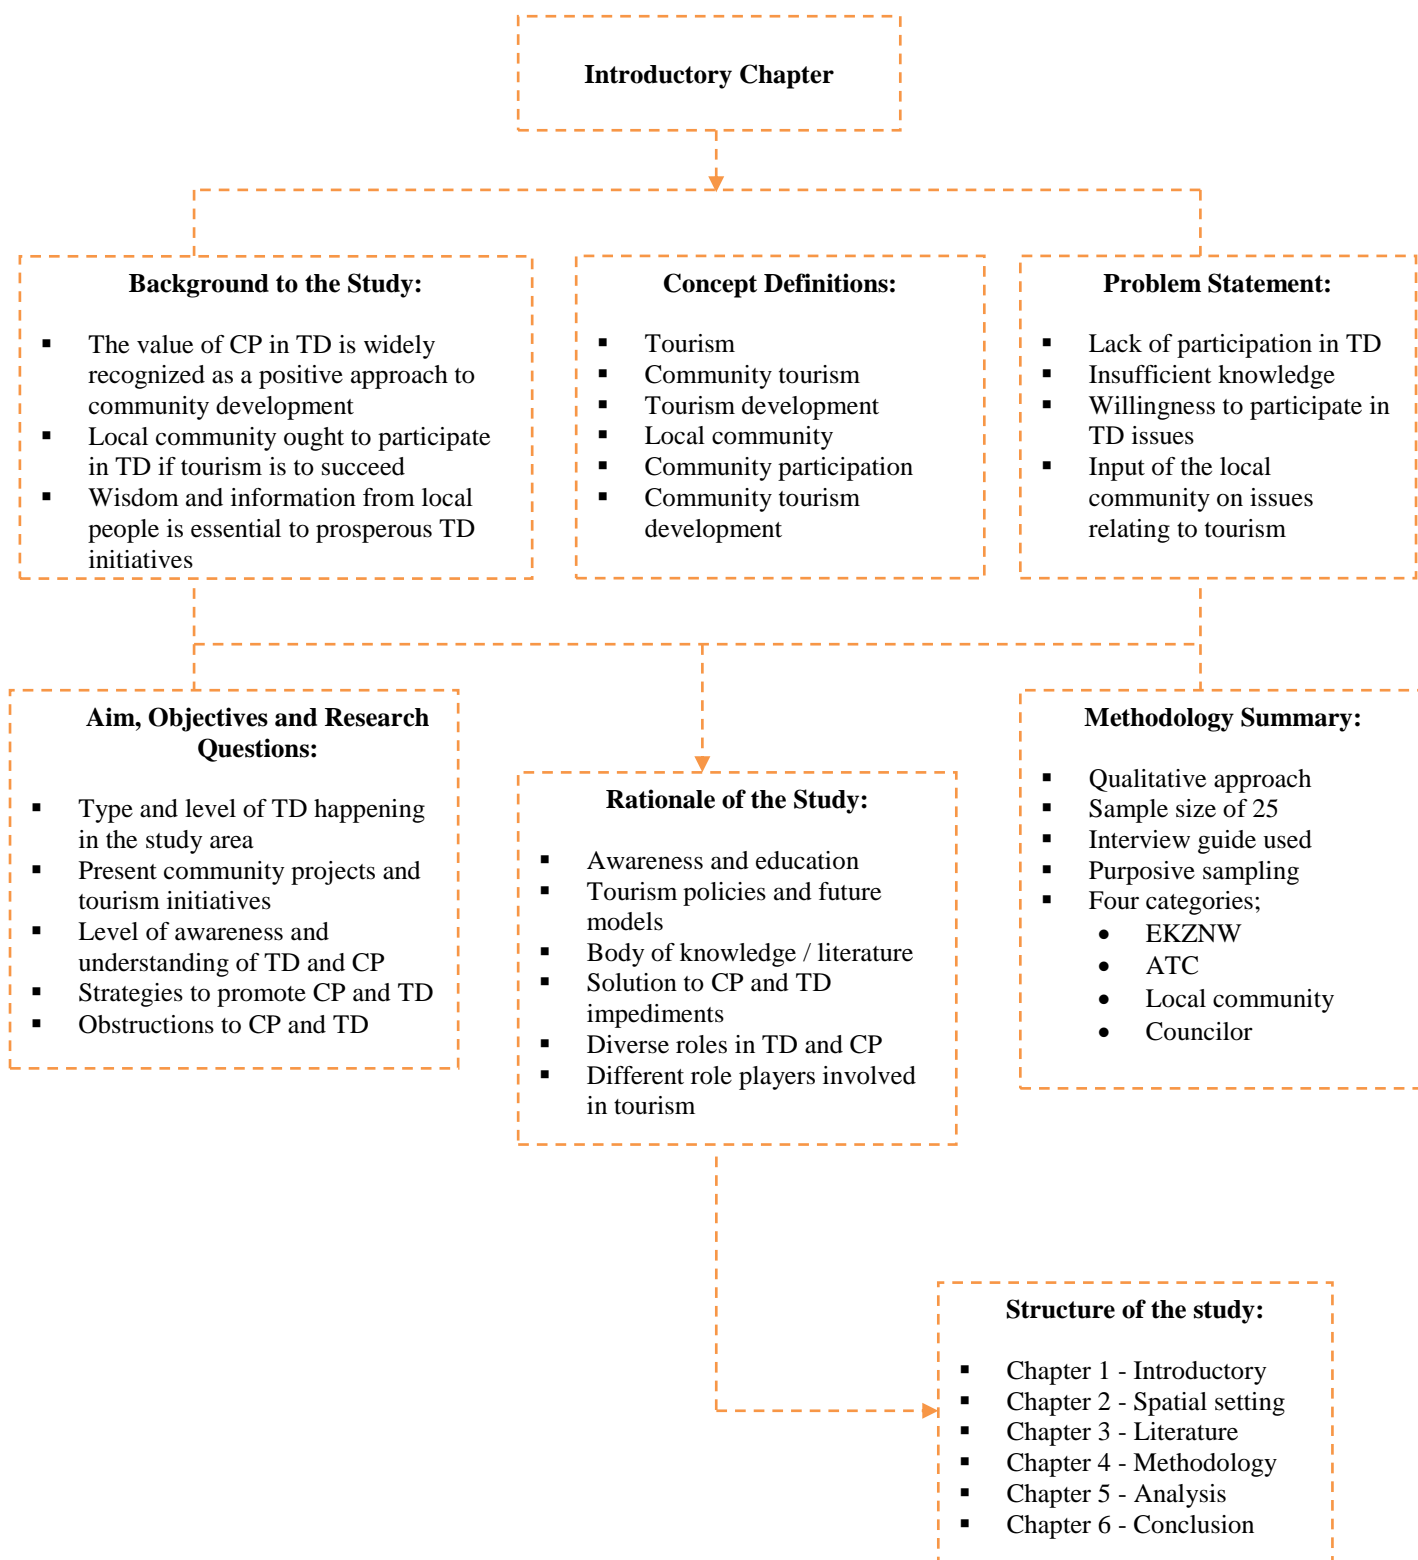 Introductory Chapter
Background to the Study:
▪ The value of CP in TD is widely
recognized as a positive approach to
community development
▪ Local community ought to participate
in TD if tourism is to succeed
▪ Wisdom and information from local
people is essential to prosperous TD
initiatives
Concept Definitions:
▪ Tourism
▪ Community tourism
▪ Tourism development
▪ Local community
▪ Community participation
▪ Community tourism
development
Problem Statement:
▪ Lack of participation in TD
▪ Insufficient knowledge
▪ Willingness to participate in
TD issues
▪ Input of the local
community on issues
relating to tourism
Aim, Objectives and Research
Questions:
▪ Type and level of TD happening
in the study area
▪ Present community projects and
tourism initiatives
▪ Level of awareness and
understanding of TD and CP
▪ Strategies to promote CP and TD
▪ Obstructions to CP and TD
Rationale of the Study:
▪ Awareness and education
▪ Tourism policies and future
models
▪ Body of knowledge / literature
▪ Solution to CP and TD
impediments
▪ Diverse roles in TD and CP
▪ Different role players involved
in tourism
Methodology Summary:
▪ Qualitative approach
▪ Sample size of 25
▪ Interview guide used
▪ Purposive sampling
▪ Four categories;
• EKZNW
• ATC
• Local community
• Councilor
Structure of the study:
▪ Chapter 1 - Introductory
▪ Chapter 2 - Spatial setting
▪ Chapter 3 - Literature
▪ Chapter 4 - Methodology
▪ Chapter 5 - Analysis
▪ Chapter 6 - Conclusion